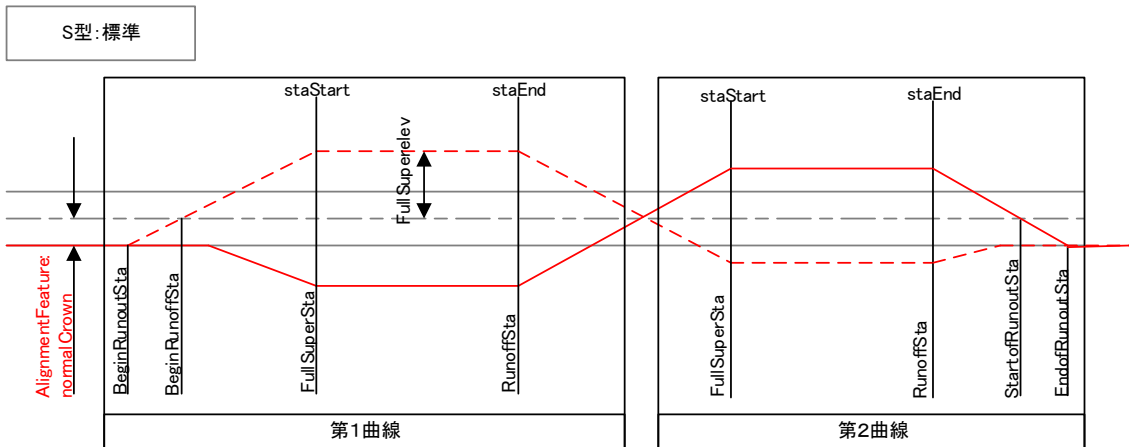 S型：標準
staStart
staEnd
staStart
staEnd
FullSuperelev
AlignmentFeature:
normalCrown
BeginRunoutSta
BeginRunoffSta
FullSuperSta
RunoffSta
FullSuperSta
RunoffSta
StartofRunoutSta
EndofRunoutSta
第1曲線
第2曲線